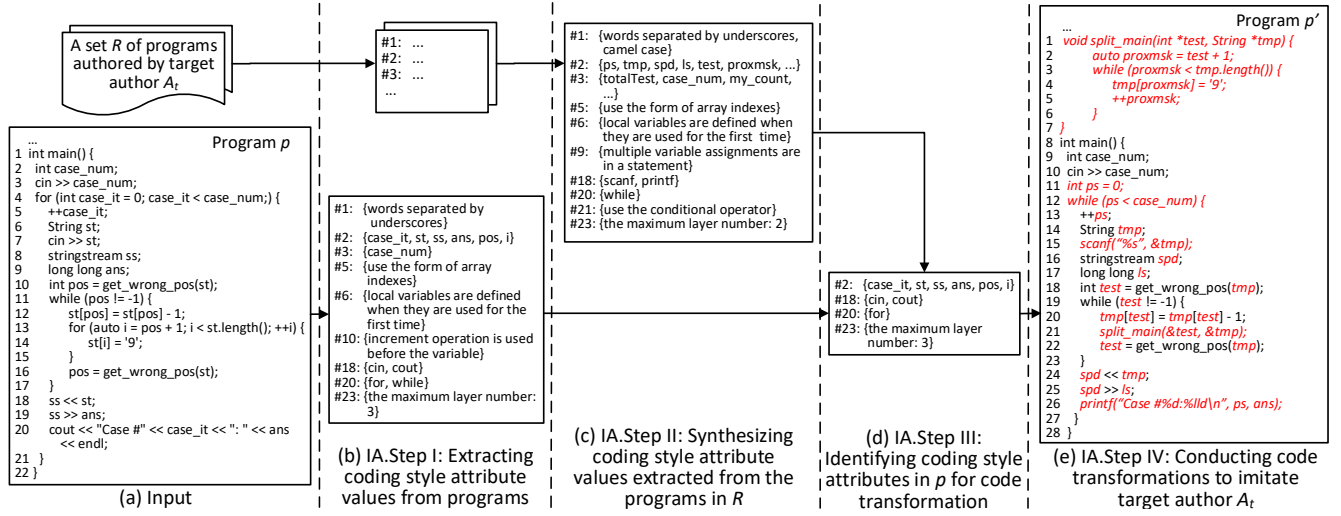 A set R of programs
authored by target
author Aₜ
...
Program p
1 int main() {
2 int case_num;
3 cin >> case_num;
4 for (int case_it = 0; case_it < case_num;) {
5 ++case_it;
6 String st;
7 cin >> st;
8 stringstream ss;
9 long long ans;
10 int pos = get_wrong_pos(st);
11 while (pos != -1) {
12 st[pos] = st[pos] - 1;
13 for (auto i = pos + 1; i < st.length(); ++i) {
14 st[i] = '9';
15 }
16 pos = get_wrong_pos(st);
17 }
18 ss << st;
19 ss >> ans;
20 cout << "Case #" << case_it << ": " << ans
<< endl;
21 }
22 }
(a) Input
#1: ...
#2: ...
#3: ...
...
#1: {words separated by
underscores}
#2: {case_it, st, ss, ans, pos, i}
#3: {case_num}
#5: {use the form of array
indexes}
#6: {local variables are defined
when they are used for the
first time}
#10: {increment operation is used
before the variable}
#18: {cin, cout}
#20: {for, while}
#23: {the maximum layer number:
3}
(b) IA.Step I: Extracting
coding style attribute
values from programs
#1: {words separated by underscores,
camel case}
#2: {ps, tmp, spd, ls, test, proxmsk, ...}
#3: {totalTest, case_num, my_count,
...}
#5: {use the form of array indexes}
#6: {local variables are defined when
they are used for the first time}
#9: {multiple variable assignments are
in a statement}
#18: {scanf, printf}
#20: {while}
#21: {use the conditional operator}
#23: {the maximum layer number: 2}
(c) IA.Step II: Synthesizing
coding style attribute
values extracted from the
programs in R
#2: {case_it, st, ss, ans, pos, i}
#18: {cin, cout}
#20: {for}
#23: {the maximum layer
number: 3}
(d) IA.Step III:
Identifying coding style
attributes in p for code
transformation
Program p’
...
1 void split_main(int *test, String *tmp) {
2 auto proxmsk = test + 1;
3 while (proxmsk < tmp.length()) {
4 tmp[proxmsk] = '9';
5 ++proxmsk;
6 }
7 }
8 int main() {
9 int case_num;
10 cin >> case_num;
11 int ps = 0;
12 while (ps < case_num) {
13 ++ps;
14 String tmp;
15 scanf(“%s”, &tmp);
16 stringstream spd;
17 long long ls;
18 int test = get_wrong_pos(tmp);
19 while (test != -1) {
20 tmp[test] = tmp[test] - 1;
21 split_main(&test, &tmp);
22 test = get_wrong_pos(tmp);
23 }
24 spd << tmp;
25 spd >> ls;
26 printf(“Case #%d:%lld\n”, ps, ans);
27 }
28 }
(e) IA.Step IV: Conducting code
transformations to imitate
target author Aₜ